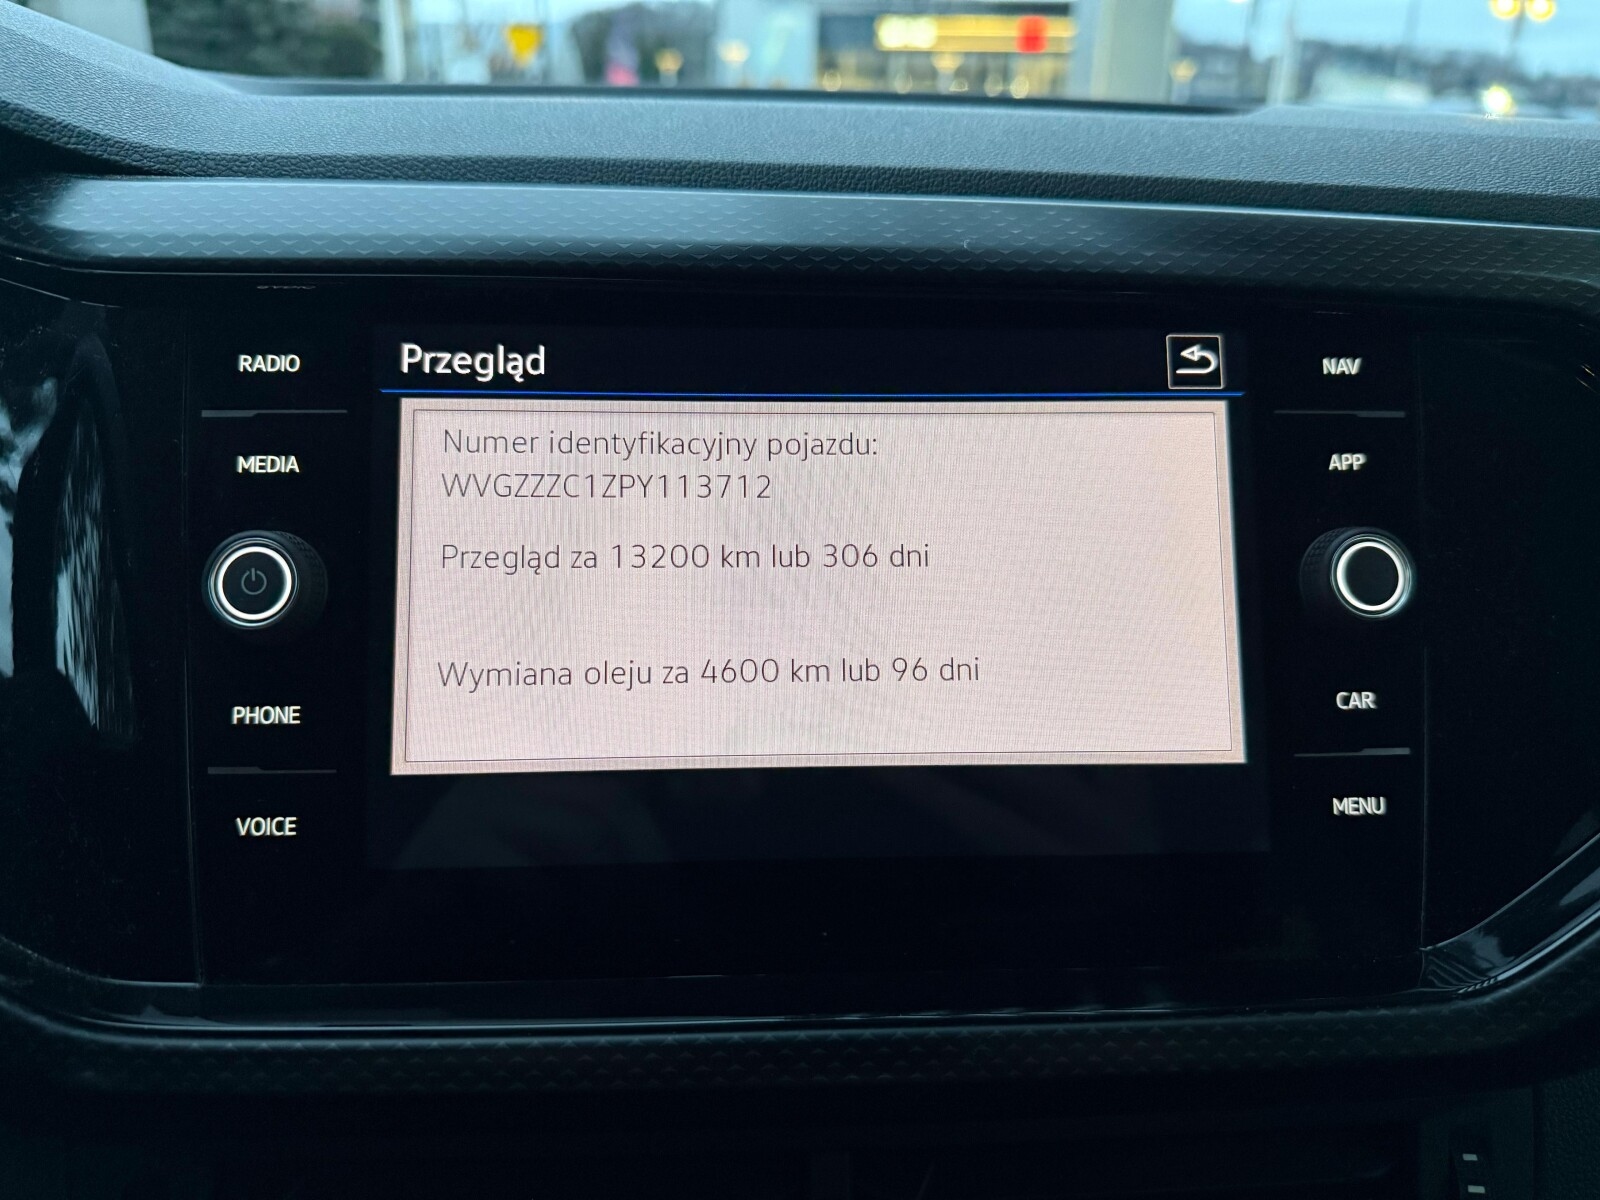 Przegląd
RADIO
NAV
MEDIA
APP
Numer identyfikacyjny pojazdu:
WVGZZZC1ZPY113712
Przegląd za 13200 km lub 306 dni
Wymiana oleju za 4600 km lub 96 dni
PHONE
CAR
VOICE
MENU